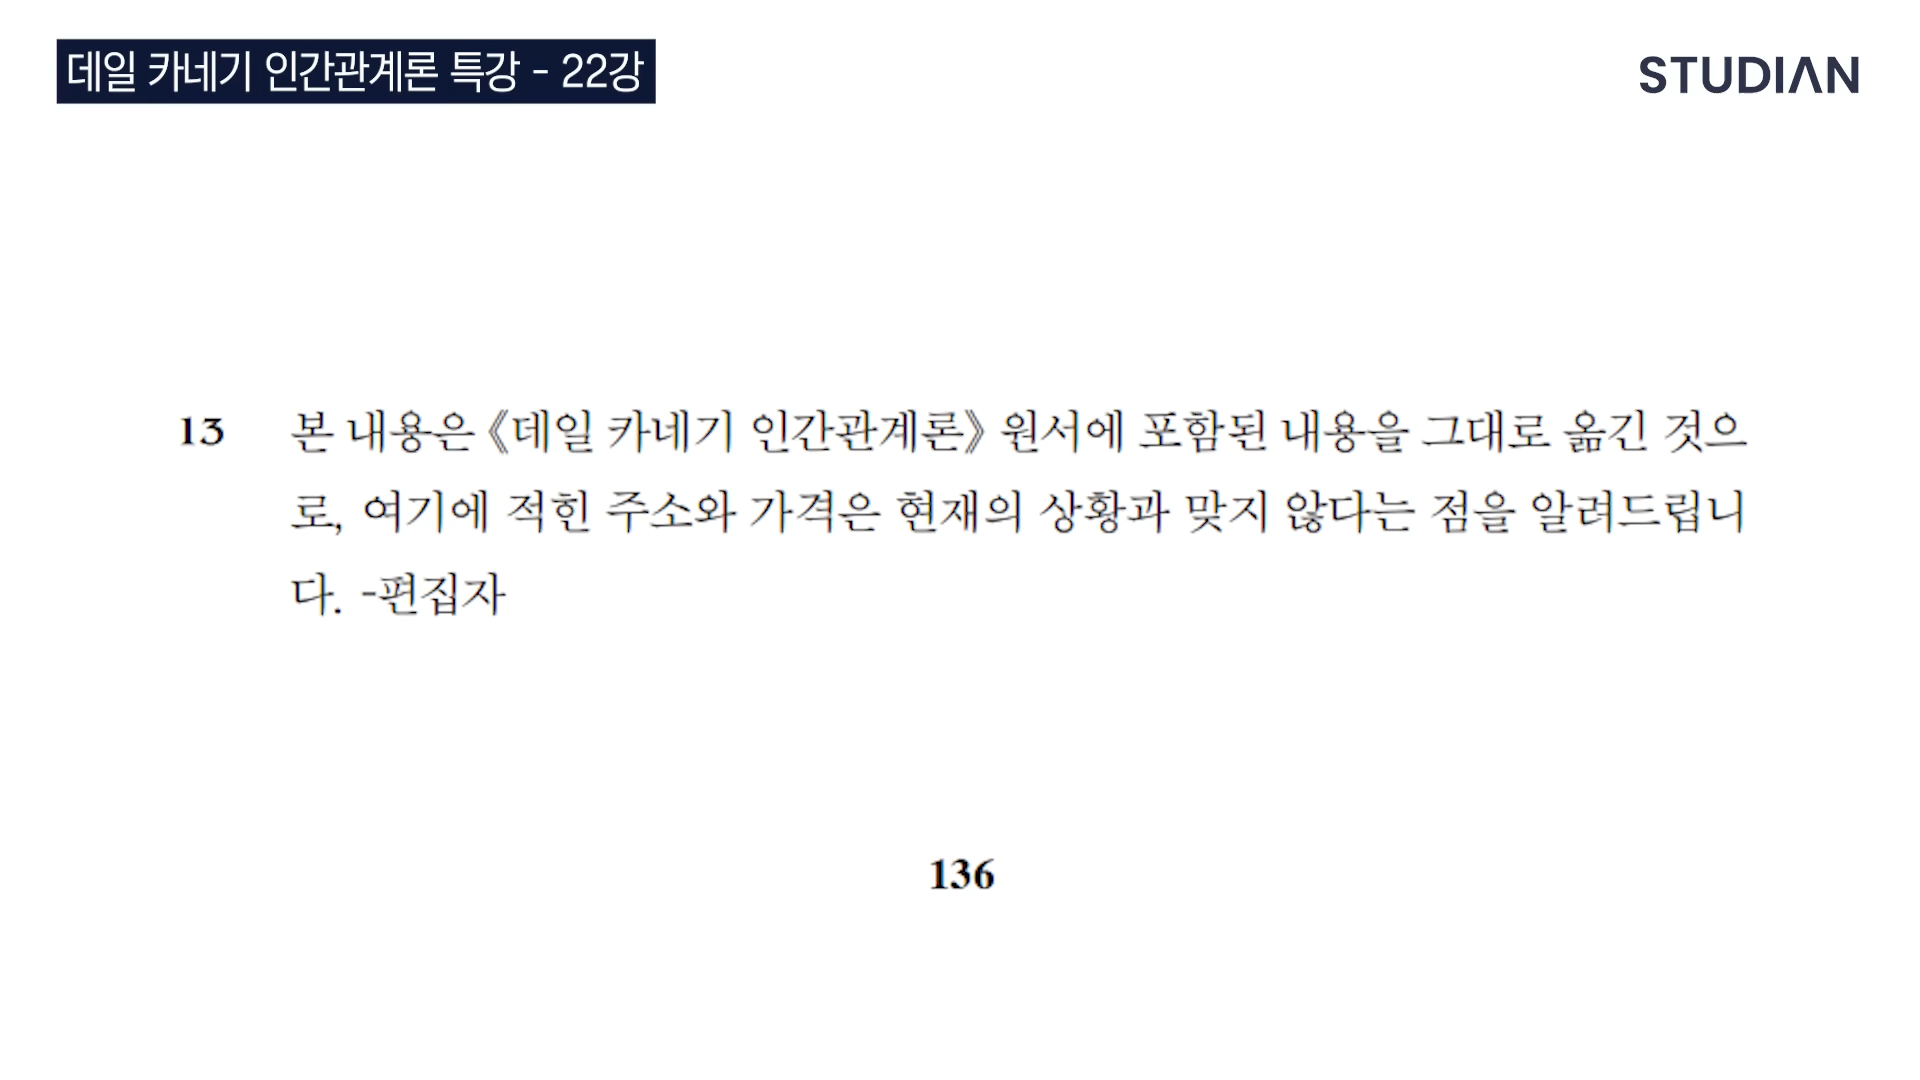 데일 카네기 인간관계론 특강 - 22강
STUDIAN
13 본 내용은 《데일 카네기 인간관계론》 원서에 포함된 내용을 그대로 옮긴 것으
로, 여기에 적힌 주소와 가격은 현재의 상황과 맞지 않다는 점을 알려드립니
다. -편집자
136